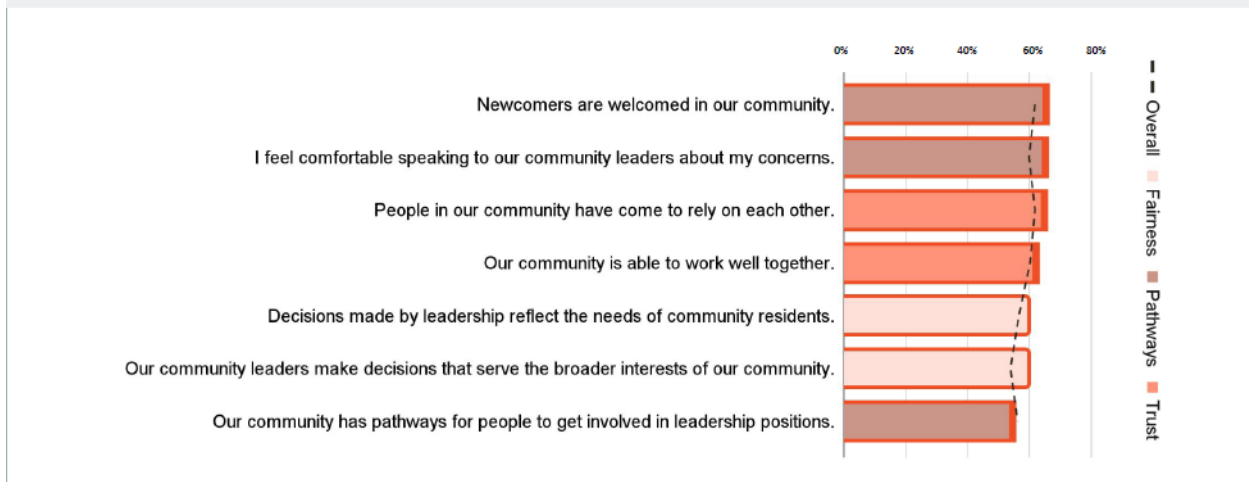 0% 20% 40% 60% 80%
Newcomers are welcomed in our community.
I feel comfortable speaking to our community leaders about my concerns.
People in our community have come to rely on each other.
Our community is able to work well together.
Decisions made by leadership reflect the needs of community residents.
Our community leaders make decisions that serve the broader interests of our community.
Our community has pathways for people to get involved in leadership positions.
Overall Fairness Pathways Trust